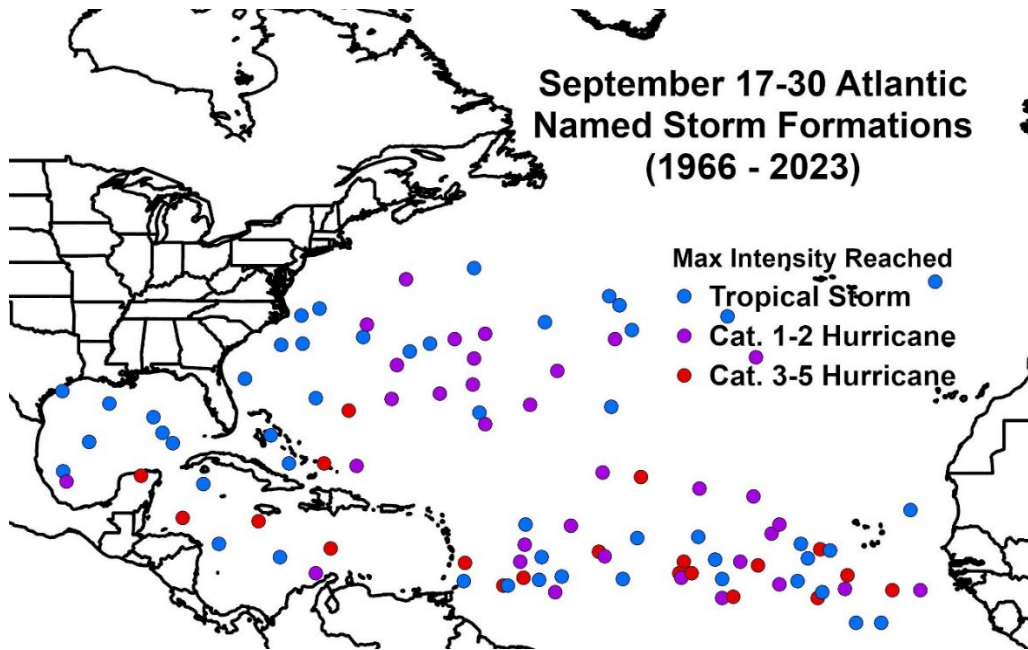 September 17-30 Atlantic
Named Storm Formations
(1966 - 2023)
Max Intensity Reached
Tropical Storm
Cat. 1-2 Hurricane
Cat. 3-5 Hurricane